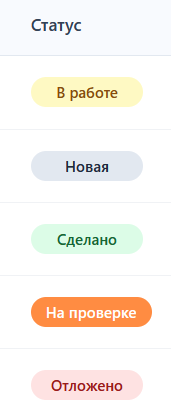 Статус
В работе
Новая
Сделано
На проверке
Отложено